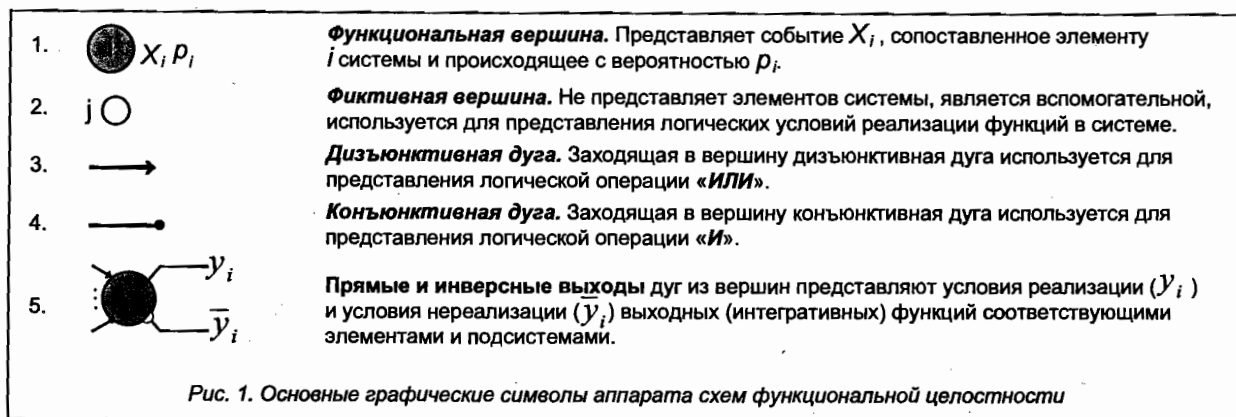 1. i X_i p_i Функциональная вершина. Представляет событие X_i, сопоставленное элементу
i системы и происходящее с вероятностью p_i.
2. j Фиктивная вершина. Не представляет элементов системы, является вспомогательной,
используется для представления логических условий реализации функций в системе.
3. Дизъюнктивная дуга. Заходящая в вершину дизъюнктивная дуга используется для
представления логической операции «ИЛИ».
4. Конъюнктивная дуга. Заходящая в вершину конъюнктивная дуга используется для
представления логической операции «И».
y_i
5. Прямые и инверсные выходы дуг из вершин представляют условия реализации (y_i)
и условия нереализации (ȳ_i) выходных (интегративных) функций соответствующими
ȳ_i
элементами и подсистемами.
Рис. 1. Основные графические символы аппарата схем функциональной целостности